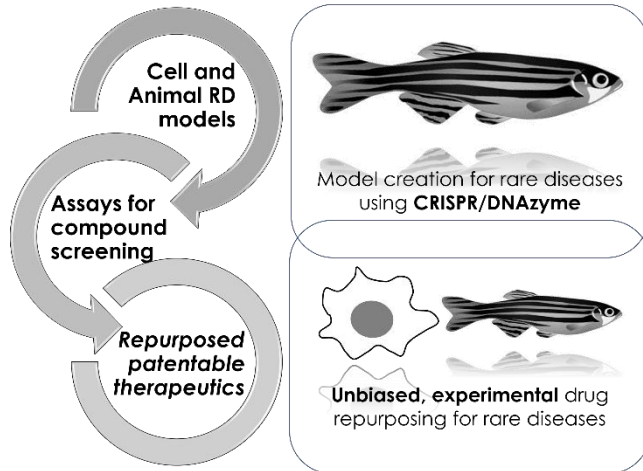 Cell and
Animal RD
models
Assays for
compound
screening
Repurposed
patentable
therapeutics
Model creation for rare diseases
using CRISPR/DNAzyme
Unbiased, experimental drug
repurposing for rare diseases